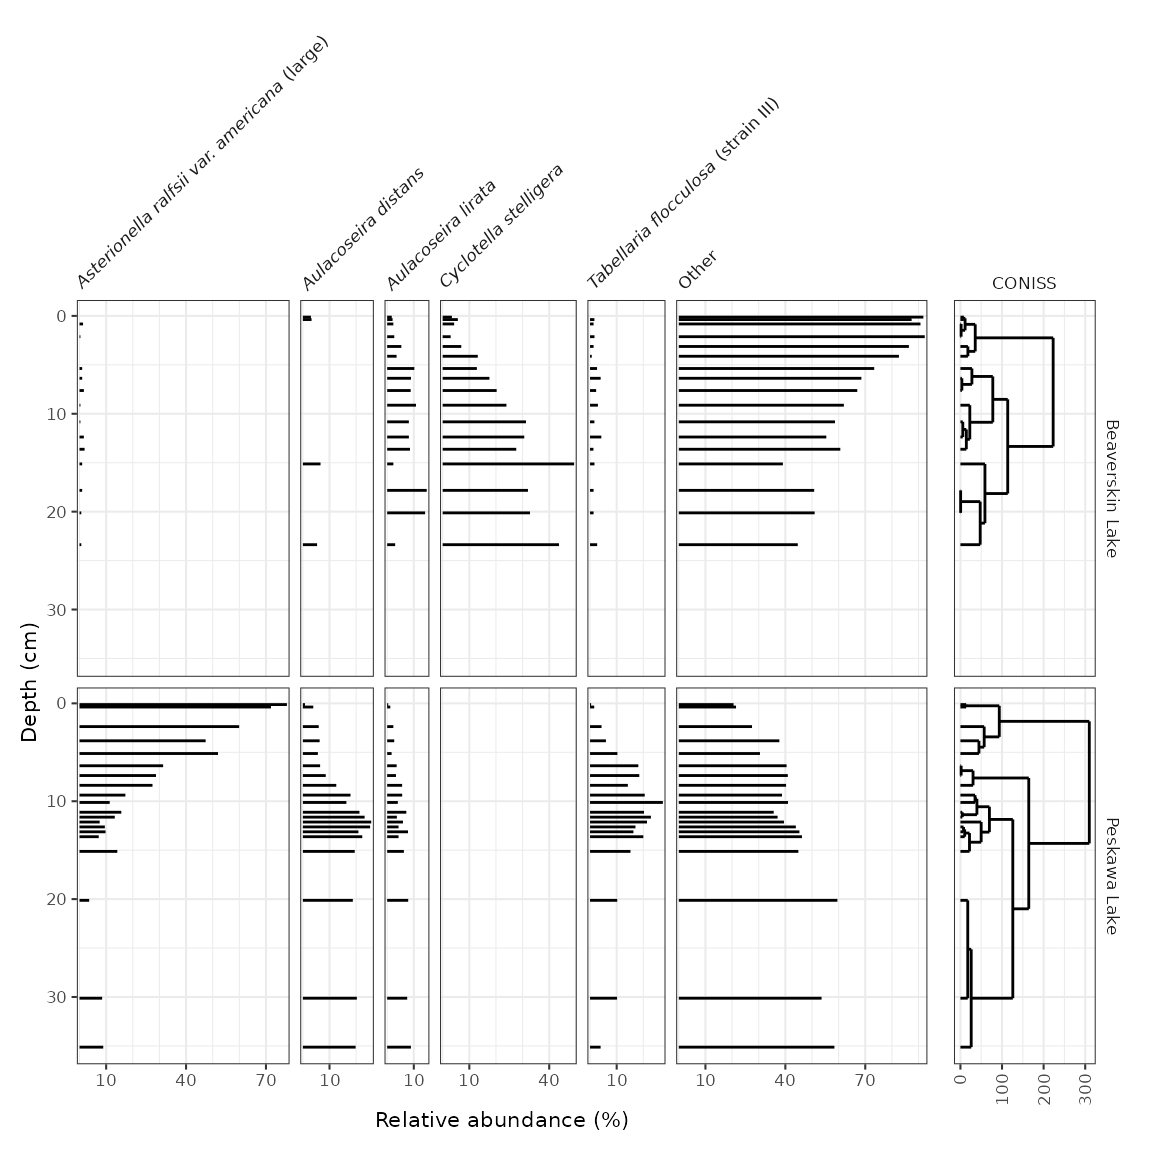 Asterionella ralfsii var. americana (large)
Aulacoseira distans
Aulacoseira lirata
Cyclotella stelligera
Tabellaria flocculosa (strain III)
Other
CONISS
0
10
20
30
Beaverskin Lake
Depth (cm)
0
10
20
30
Peskawa Lake
10 40 70 10 10 10 40 10 10 40 70
0 100 200 300
Relative abundance (%)